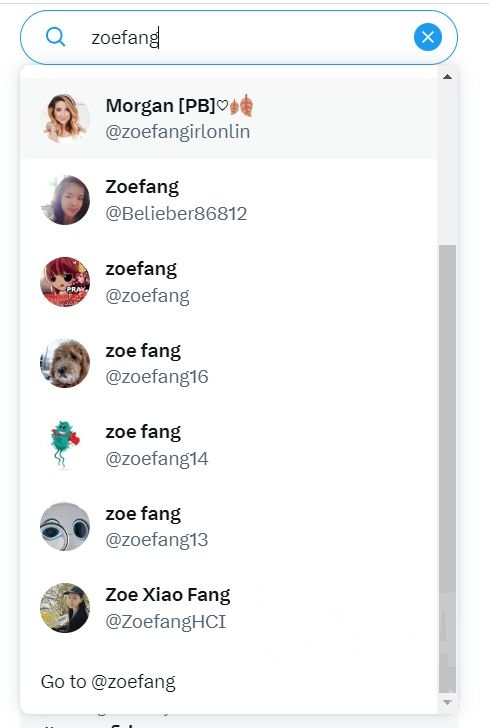 zoefang
Morgan [PB]♡🍂🍂
@zoefangirlonlin
Zoefang
@Belieber86812
zoefang
@zoefang
PRAY
zoe fang
@zoefang16
zoe fang
@zoefang14
zoe fang
@zoefang13
Zoe Xiao Fang
@ZoefangHCI
Go to @zoefang